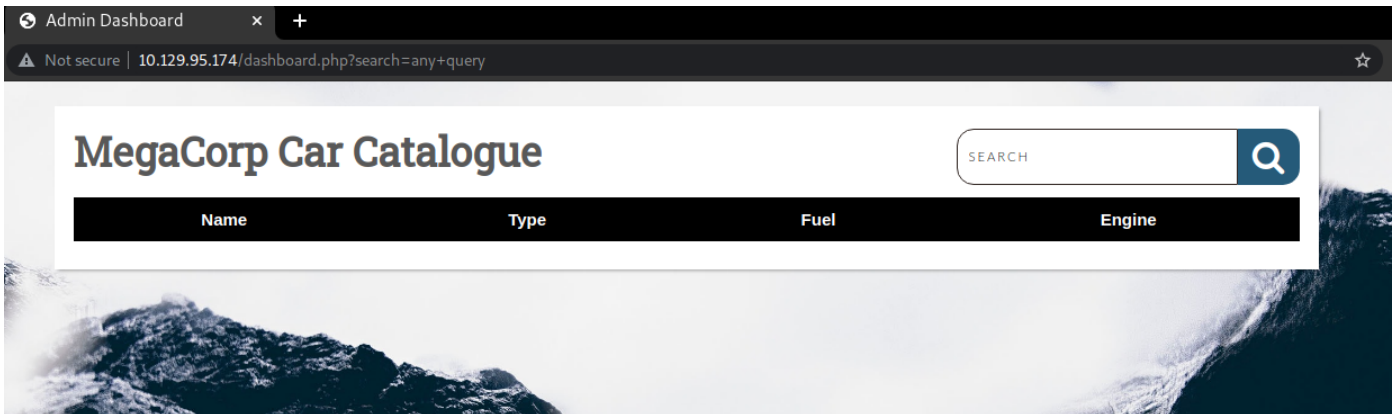 Admin Dashboard
Not secure | 10.129.95.174/dashboard.php?search=any+query
MegaCorp Car Catalogue
SEARCH
Name Type Fuel Engine